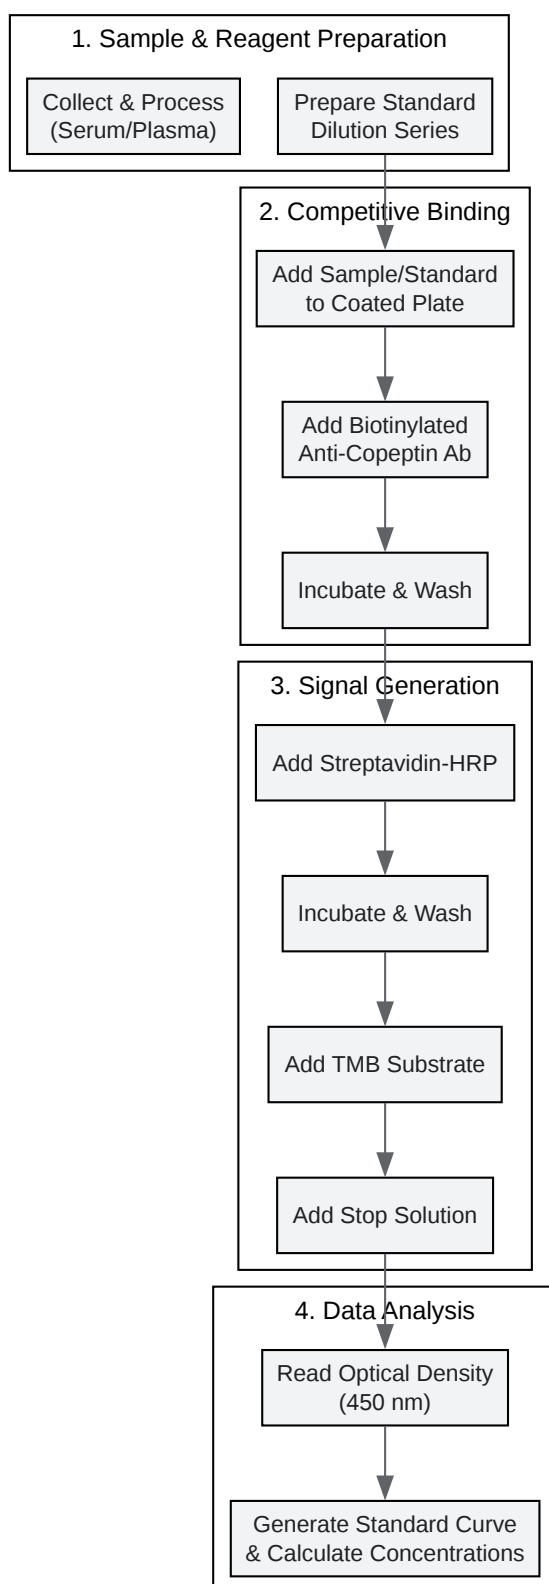 1. Sample & Reagent Preparation
Collect & Process
(Serum/Plasma)
Prepare Standard
Dilution Series
2. Competitive Binding
Add Sample/Standard
to Coated Plate
Add Biotinylated
Anti-Copeptin Ab
Incubate & Wash
3. Signal Generation
Add Streptavidin-HRP
Incubate & Wash
Add TMB Substrate
Add Stop Solution
4. Data Analysis
Read Optical Density
(450 nm)
Generate Standard Curve
& Calculate Concentrations